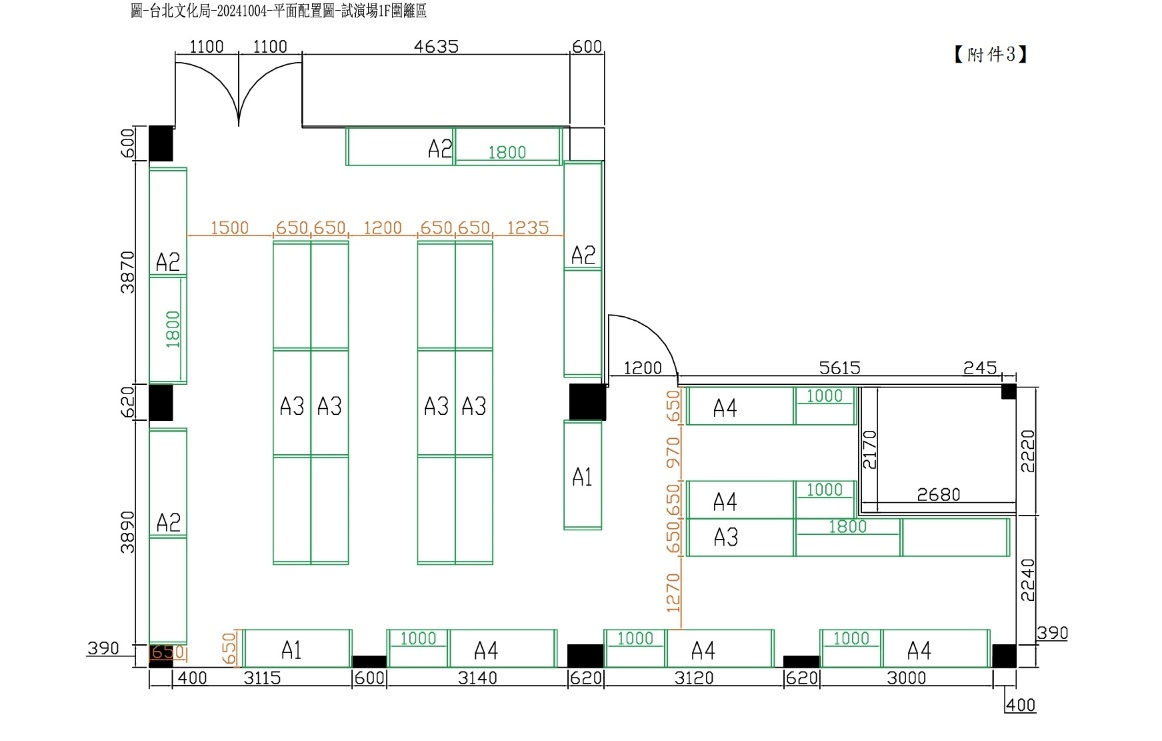 圖-台北文化局-20241004-平面配置圖-試演場1F圍籬區
【附件3】
1100 1100 4635 600
600
A2 1800
1500 650 650 1200 650 650 1235
A2 A2
3870
1800
1200 5615 245
620
A3 A3 A3 A3
650 A4 1000
970 2170 2220
A1
2680
650 A4 1000
A2
3890
650 A3 1800
1270 2240
390 650
650 A1 1000 A4 1000 A4 1000 A4
390
400 3115 600 3140 620 3120 620 3000
400